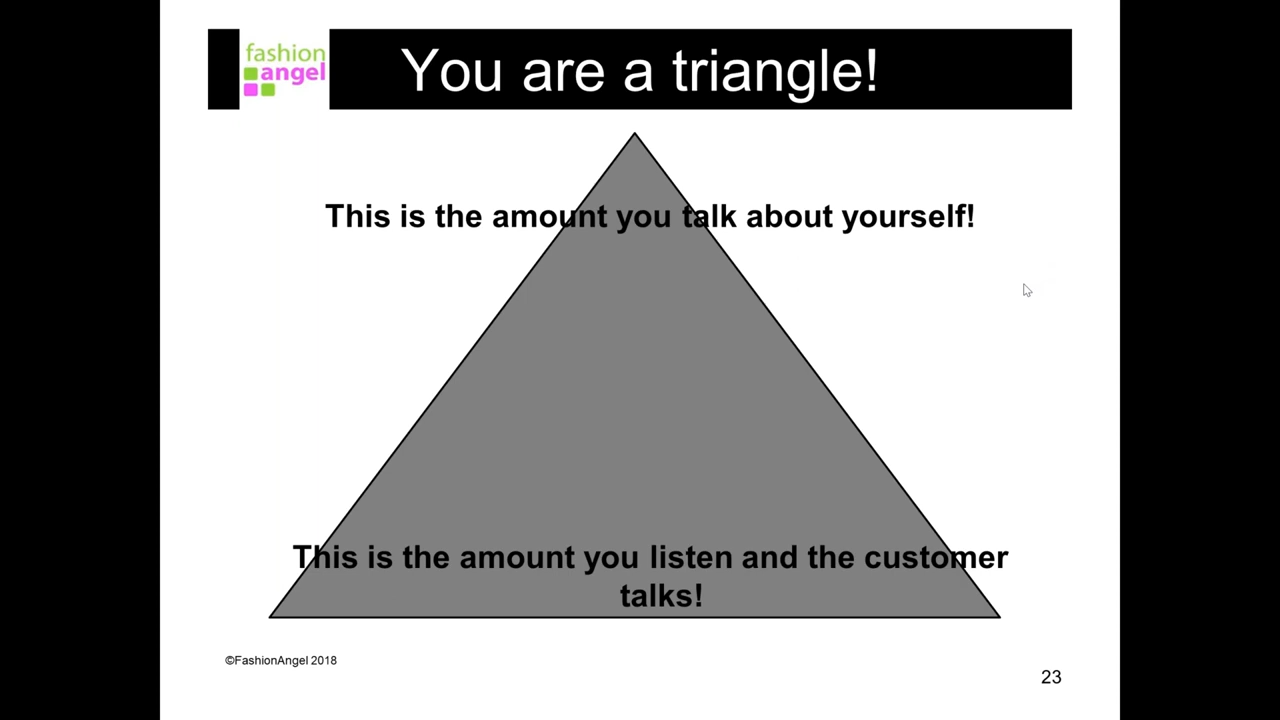 fashion
angel
You are a triangle!
This is the amount you talk about yourself!
This is the amount you listen and the customer
talks!
©FashionAngel 2018
23